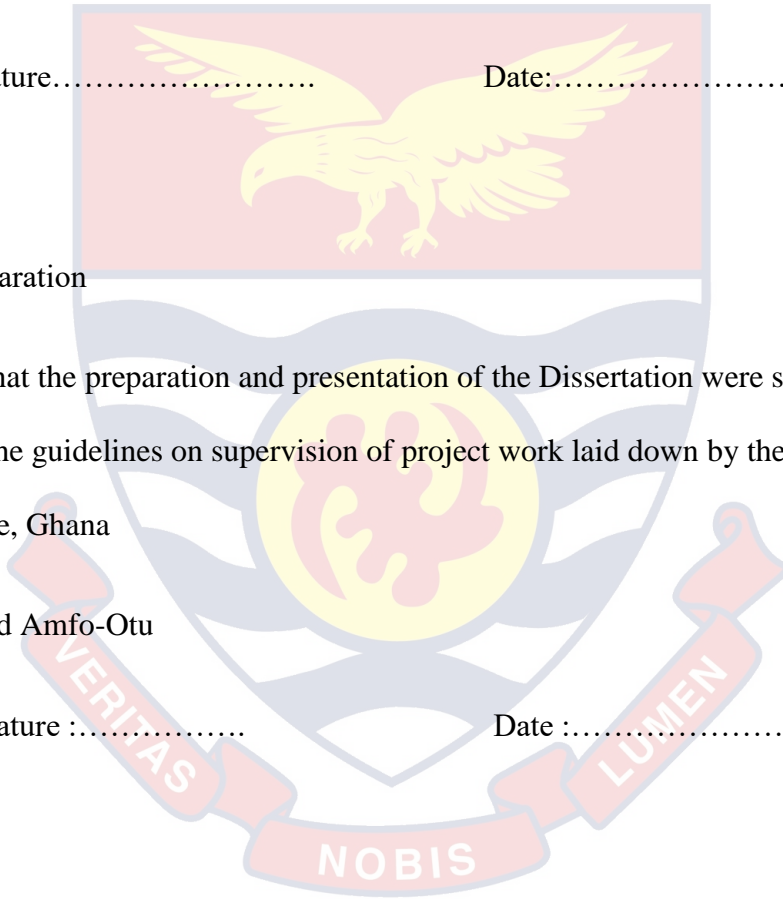 ature……………………. Date:…………………
aration
hat the preparation and presentation of the Dissertation were s
he guidelines on supervision of project work laid down by the
e, Ghana
d Amfo-Otu
ature :……………. Date :…………………
VERITAS
NOBIS
LUMEN